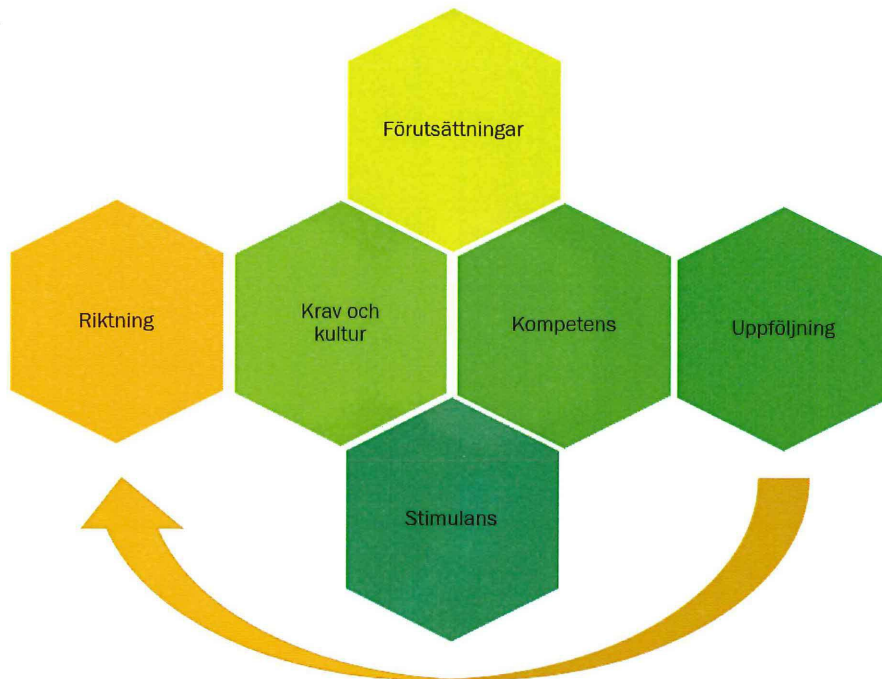 Förutsättningar
Riktning
Krav och
kultur
Kompetens
Uppföljning
Stimulans